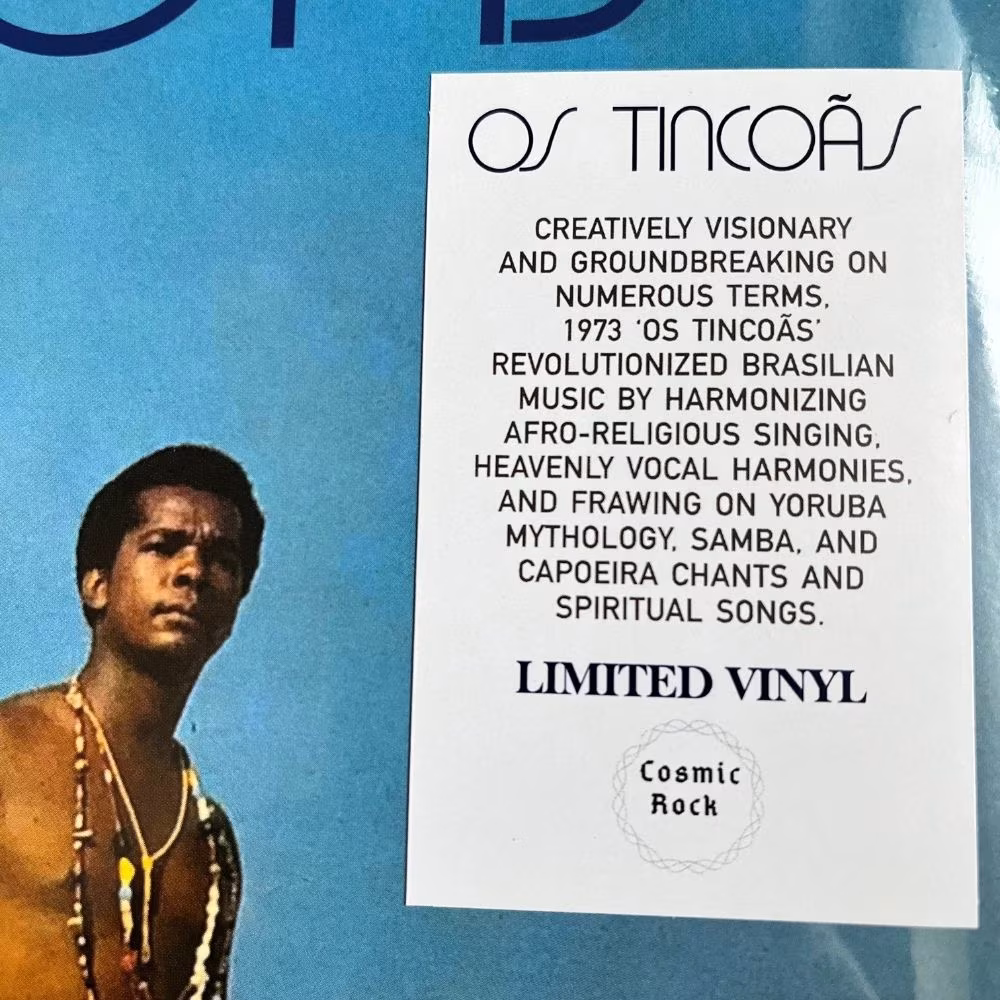 OS TINCOÃS
CREATIVELY VISIONARY
AND GROUNDBREAKING ON
NUMEROUS TERMS,
1973 ‘OS TINCOÃS’
REVOLUTIONIZED BRASILIAN
MUSIC BY HARMONIZING
AFRO-RELIGIOUS SINGING,
HEAVENLY VOCAL HARMONIES,
AND FRAWING ON YORUBA
MYTHOLOGY, SAMBA, AND
CAPOEIRA CHANTS AND
SPIRITUAL SONGS.
LIMITED VINYL
Cosmic
Rock